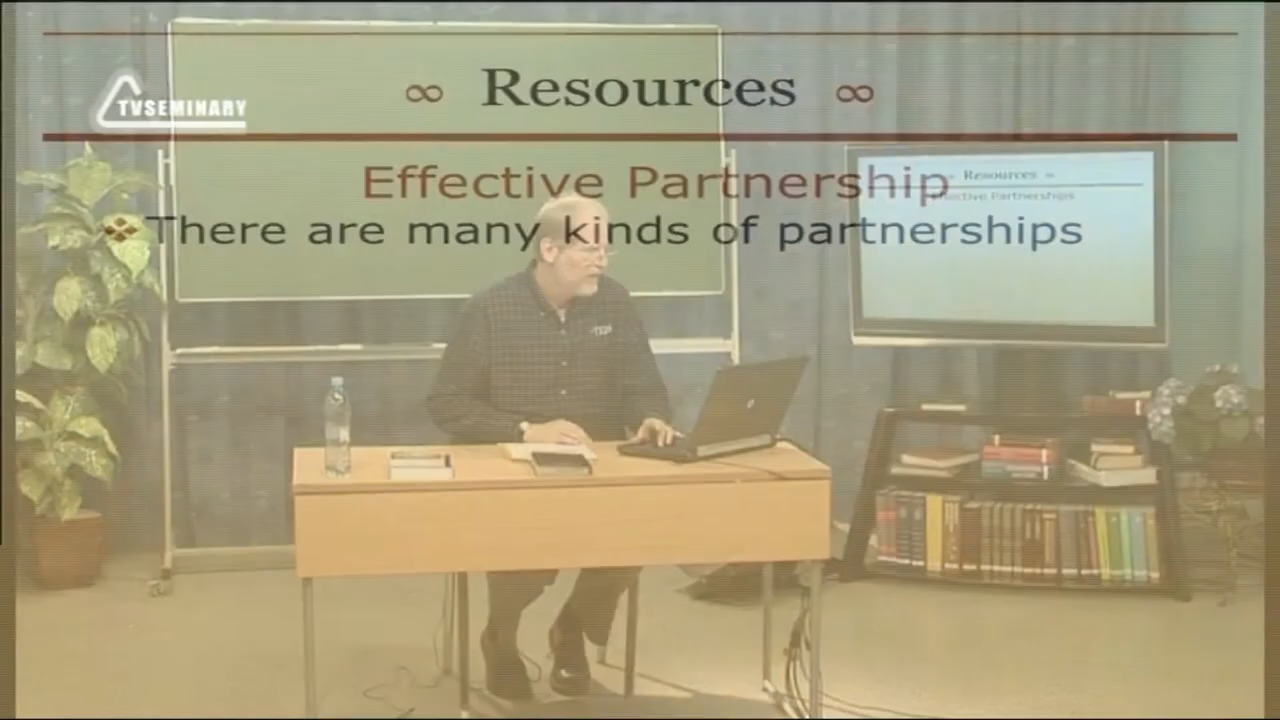 ∞ Resources ∞
TVSEMINARY
Effective Partnership
There are many kinds of partnerships
Resources
Effective Partnerships